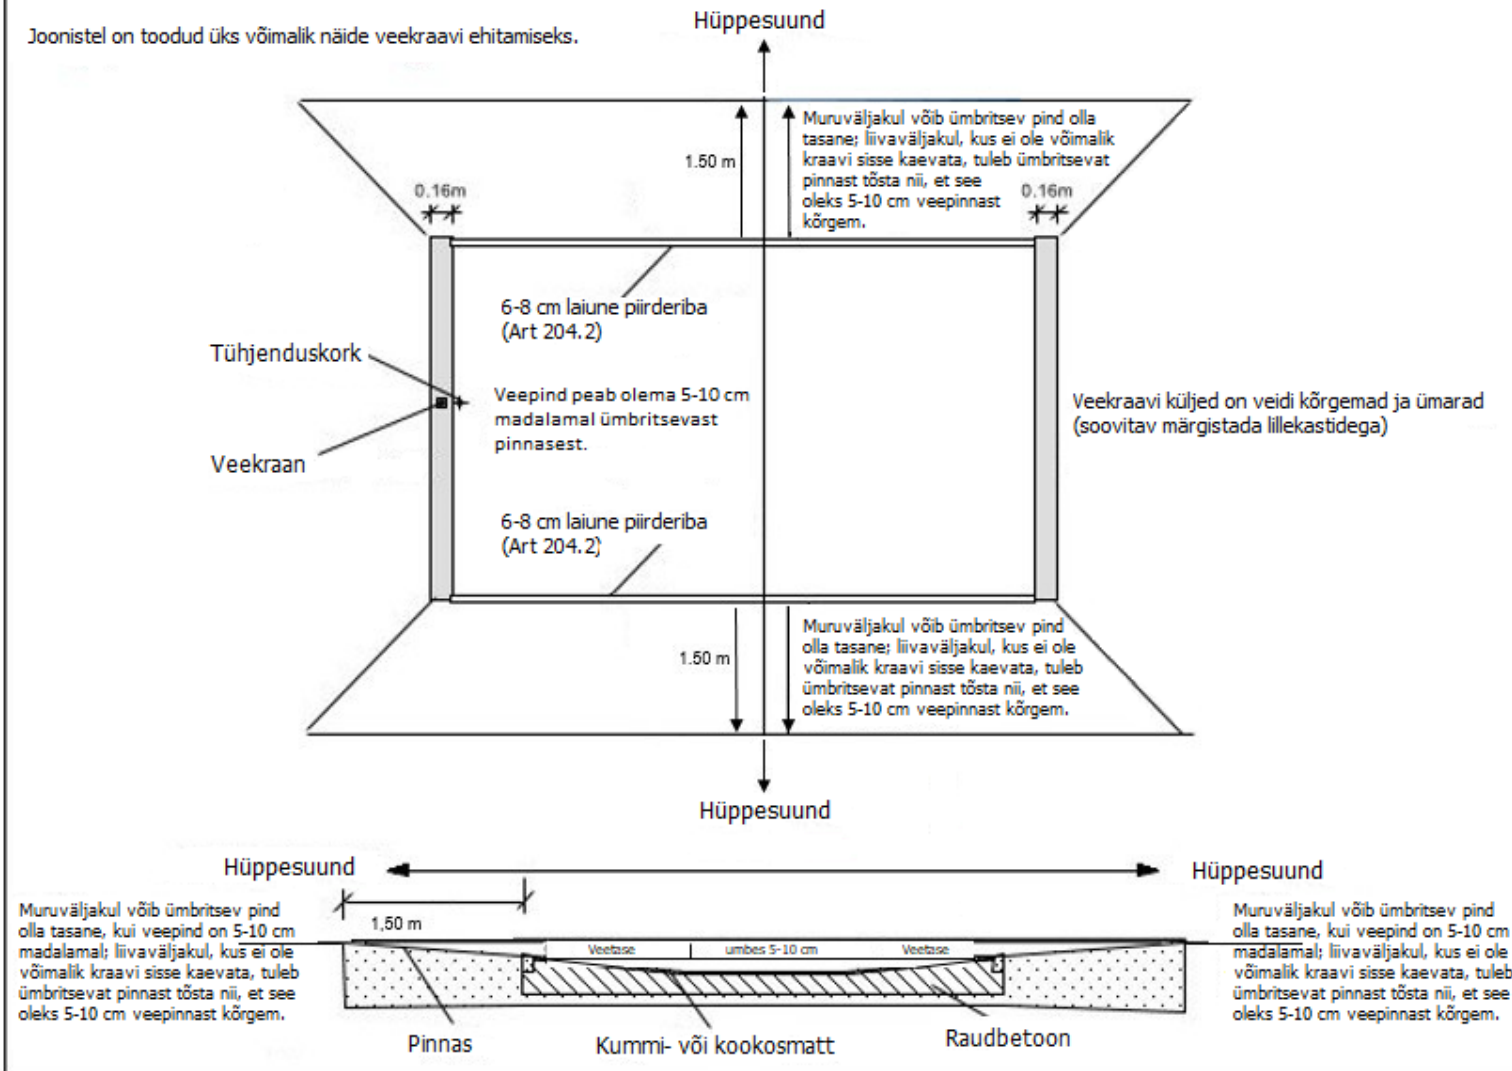 Joonistel on toodud üks võimalik näide veekraavi ehitamiseks.
Hüppesuund
Muruväljakul võib ümbritsev pind olla
tasane; liivaväljakul, kus ei ole võimalik
kraavi sisse kaevata, tuleb ümbritsevat
pinnast tõsta nii, et see
oleks 5-10 cm veepinnast
kõrgem.
1.50 m
0.16m
0.16m
6-8 cm laiune piirderiba
(Art 204.2)
Tühjenduskork
Veepind peab olema 5-10 cm
madalamal ümbritsevast
pinnasest.
Veekraavi küljed on veidi kõrgemad ja ümarad
(soovitav märgistada lillekastidega)
Veekraan
6-8 cm laiune piirderiba
(Art 204.2)
Muruväljakul võib ümbritsev pind
olla tasane; liivaväljakul, kus ei ole
võimalik kraavi sisse kaevata, tuleb
ümbritsevat pinnast tõsta nii, et see
oleks 5-10 cm veepinnast kõrgem.
1.50 m
Hüppesuund
Hüppesuund
Hüppesuund
Muruväljakul võib ümbritsev pind
olla tasane, kui veepind on 5-10 cm
madalamal; liivaväljakul, kus ei ole
võimalik kraavi sisse kaevata, tuleb
ümbritsevat pinnast tõsta nii, et see
oleks 5-10 cm veepinnast kõrgem.
1,50 m
Veetase
umbes 5-10 cm
Veetase
Muruväljakul võib ümbritsev pind
olla tasane, kui veepind on 5-10 cm
madalamal; liivaväljakul, kus ei ole
võimalik kraavi sisse kaevata, tuleb
ümbritsevat pinnast tõsta nii, et see
oleks 5-10 cm veepinnast kõrgem.
Pinnas
Kummi- või kookosmatt
Raudbetoon